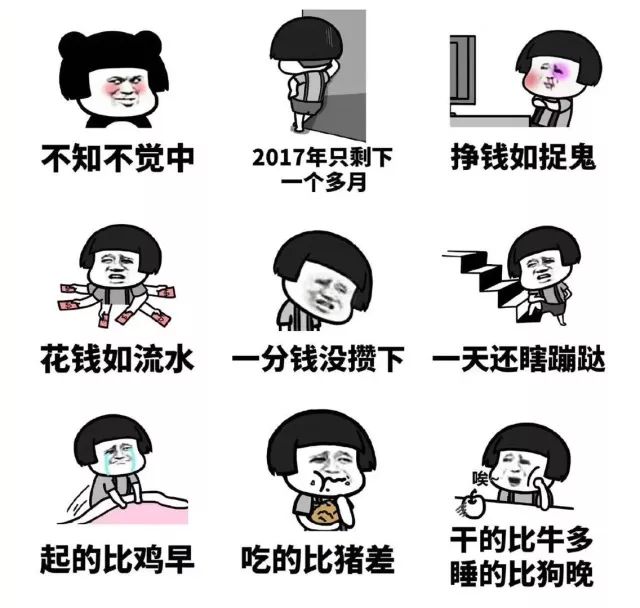 不知不觉中
2017年只剩下
一个多月
挣钱如捉鬼
花钱如流水
一分钱没攒下
一天还瞎蹦跶
起的比鸡早
吃的比猪差
唉~
干的比牛多
睡的比狗晚